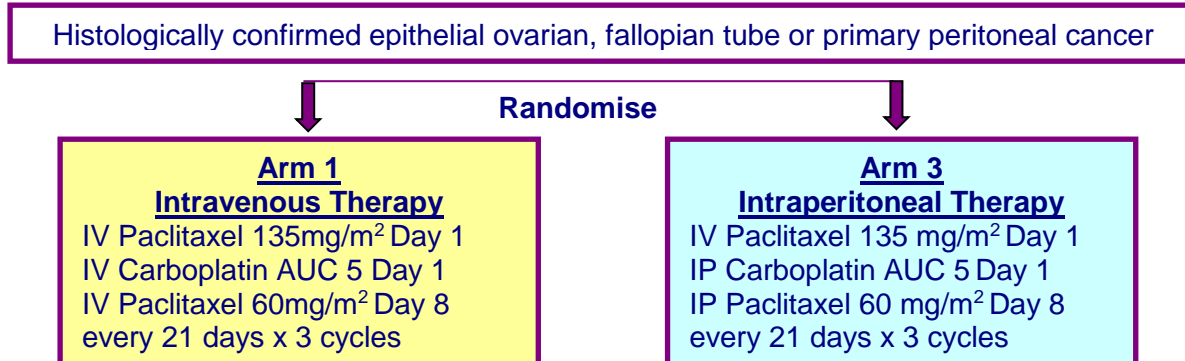 Histologically confirmed epithelial ovarian, fallopian tube or primary peritoneal cancer
Randomise
Arm 1
Intravenous Therapy
IV Paclitaxel 135mg/m² Day 1
IV Carboplatin AUC 5 Day 1
IV Paclitaxel 60mg/m² Day 8
every 21 days x 3 cycles
Arm 3
Intraperitoneal Therapy
IV Paclitaxel 135 mg/m² Day 1
IP Carboplatin AUC 5 Day 1
IP Paclitaxel 60 mg/m² Day 8
every 21 days x 3 cycles